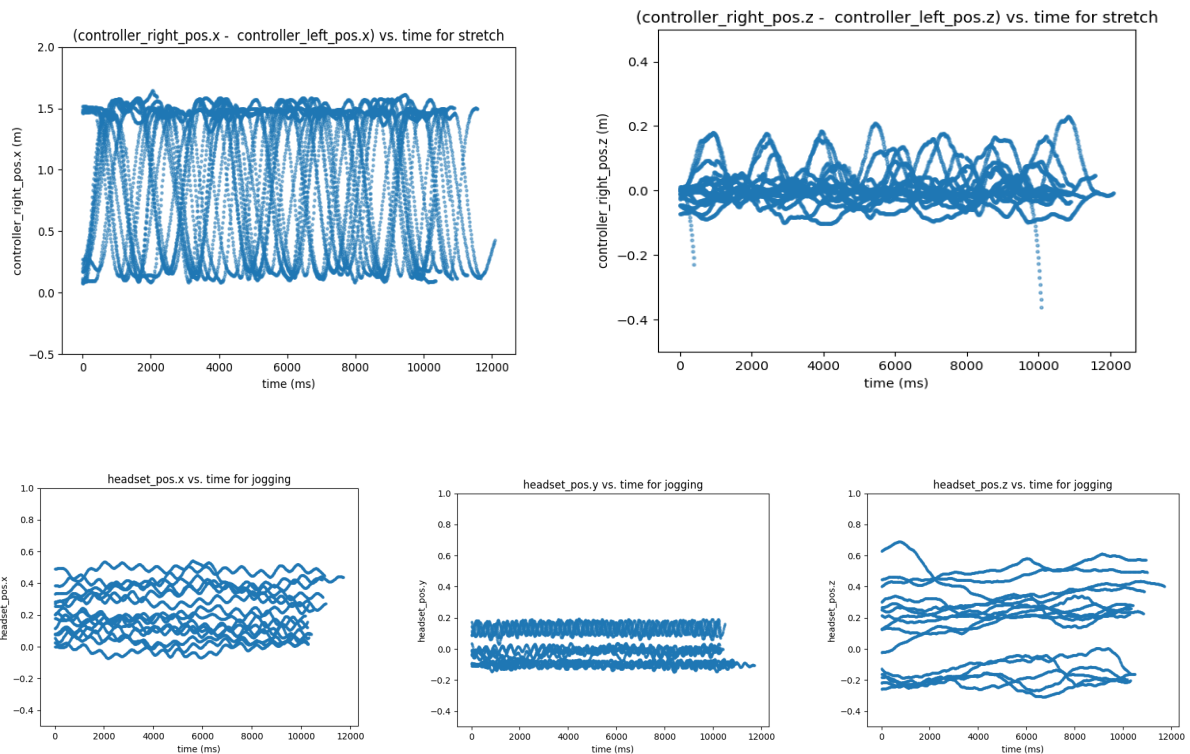 (controller_right_pos.x -  controller_left_pos.x) vs. time for stretch
controller_right_pos.x (m)
2.0
1.5
1.0
0.5
0.0
−0.5
0 2000 4000 6000 8000 10000 12000
time (ms)
(controller_right_pos.z -  controller_left_pos.z) vs. time for stretch
controller_right_pos.z (m)
0.4
0.2
0.0
−0.2
−0.4
0 2000 4000 6000 8000 10000 12000
time (ms)
headset_pos.x vs. time for jogging
headset_pos.x
1.0
0.8
0.6
0.4
0.2
0.0
−0.2
−0.4
0 2000 4000 6000 8000 10000 12000
time (ms)
headset_pos.y vs. time for jogging
headset_pos.y
1.0
0.8
0.6
0.4
0.2
0.0
−0.2
−0.4
0 2000 4000 6000 8000 10000 12000
time (ms)
headset_pos.z vs. time for jogging
headset_pos.z
1.0
0.8
0.6
0.4
0.2
0.0
−0.2
−0.4
0 2000 4000 6000 8000 10000 12000
time (ms)